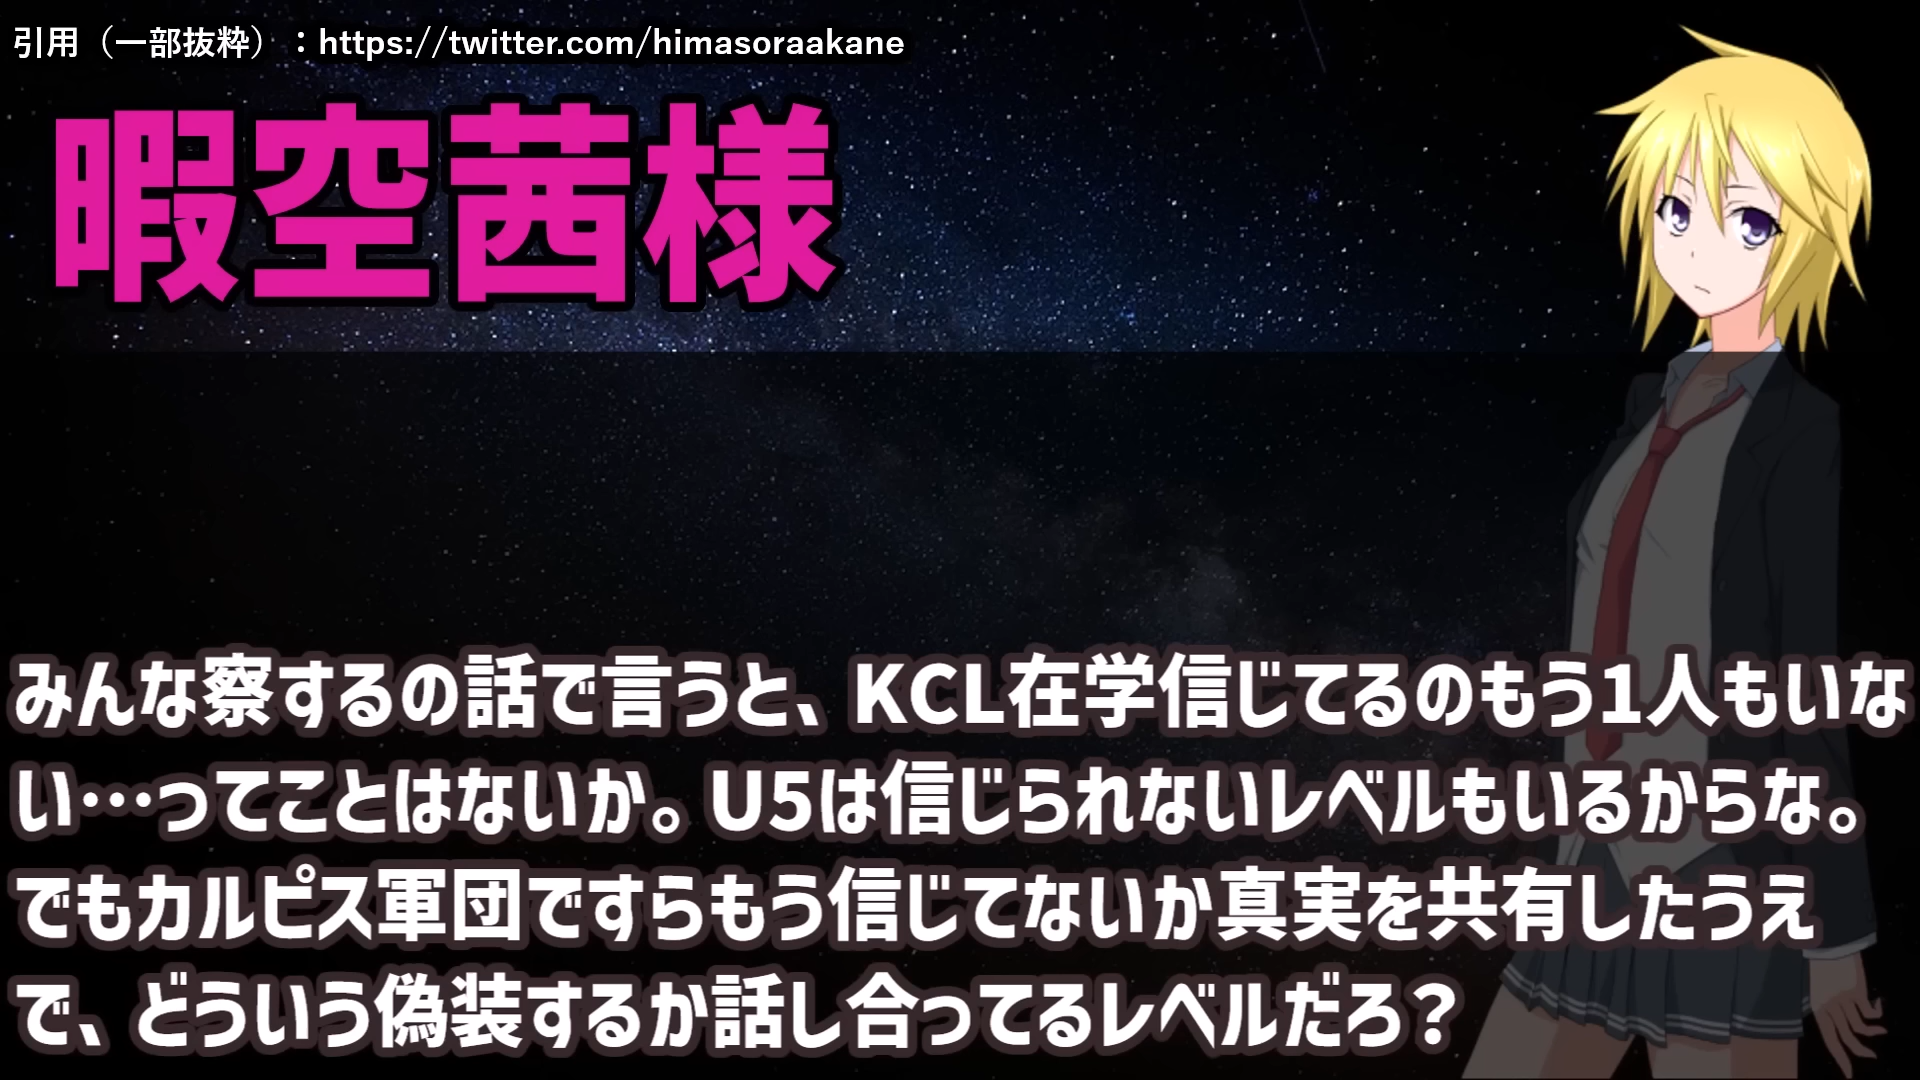 引用（一部抜粋）：https://twitter.com/himasoraakane
暇空茜様
みんな察するの話で言うと、KCL在学信じてるのもう1人もいな
い…ってことはないか。U5は信じられないレベルもいるからな。
でもカルピス軍団ですらもう信じてないか真実を共有したうえ
で、どういう偽装するか話し合ってるレベルだろ？